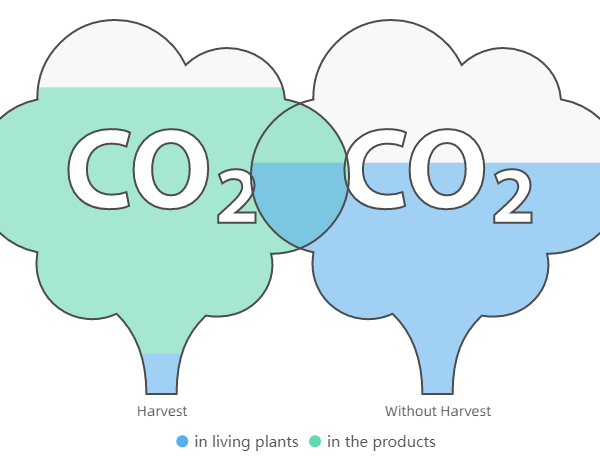 CO2 CO2
Harvest Without Harvest
in living plants in the products